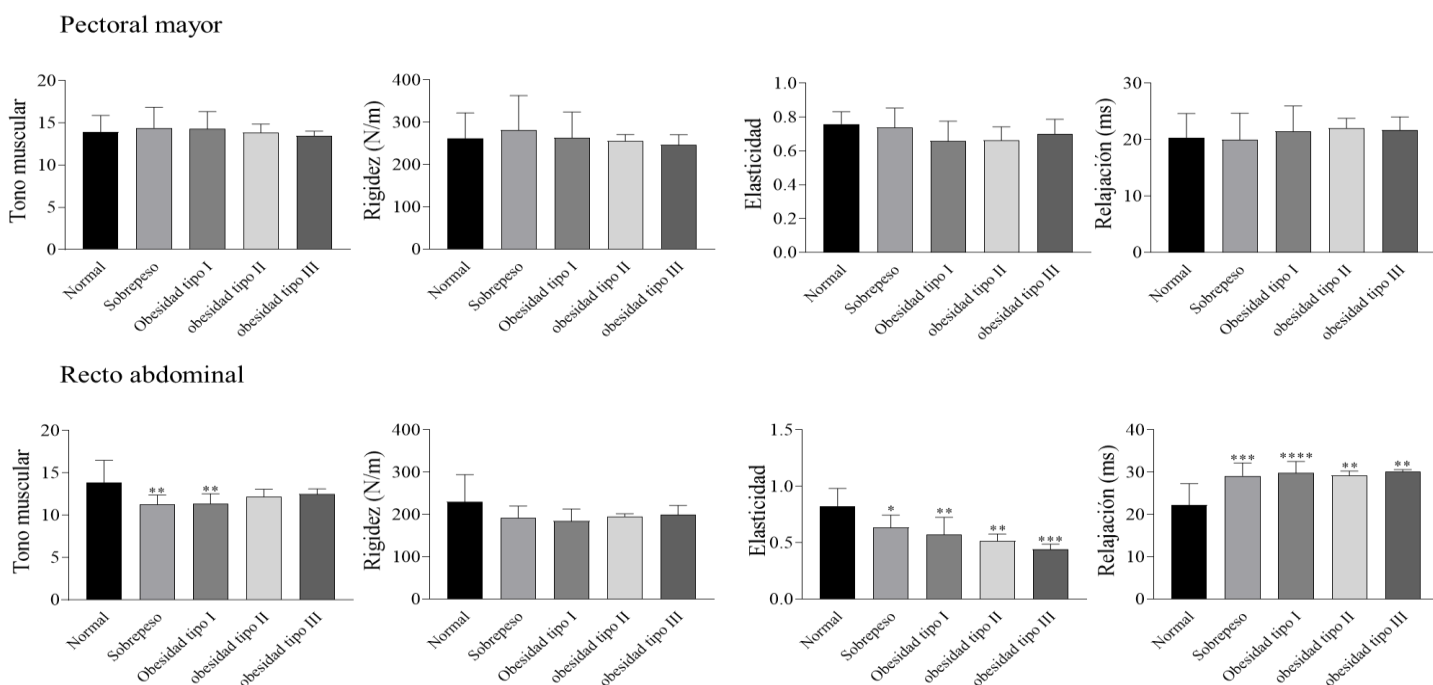 Pectoral mayor
Tono muscular
20
15
10
5
0
Normal
Sobrepeso
Obesidad tipo I
obesidad tipo II
obesidad tipo III
Rigidez (N/m)
400
300
200
100
0
Normal
Sobrepeso
Obesidad tipo I
obesidad tipo II
obesidad tipo III
Elasticidad
1.0
0.8
0.6
0.4
0.2
0.0
Normal
Sobrepeso
Obesidad tipo I
obesidad tipo II
obesidad tipo III
Relajación (ms)
30
20
10
0
Normal
Sobrepeso
Obesidad tipo I
obesidad tipo II
obesidad tipo III
Recto abdominal
Tono muscular
20
15
10
5
0
** **
Normal
Sobrepeso
Obesidad tipo I
obesidad tipo II
obesidad tipo III
Rigidez (N/m)
400
300
200
100
0
Normal
Sobrepeso
Obesidad tipo I
obesidad tipo II
obesidad tipo III
Elasticidad
1.5
1.0
0.5
0.0
* ** ** ***
Normal
Sobrepeso
Obesidad tipo I
obesidad tipo II
obesidad tipo III
Relajación (ms)
40
30
20
10
0
*** **** ** **
Normal
Sobrepeso
Obesidad tipo I
obesidad tipo II
obesidad tipo III